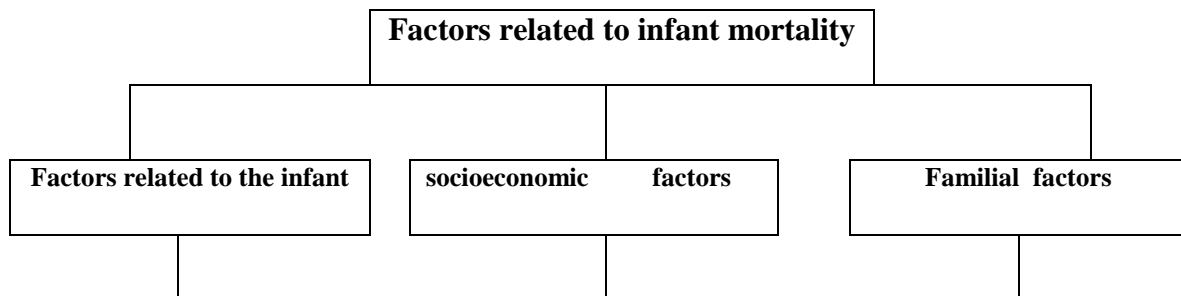 Factors related to infant mortality
Factors related to the infant
socioeconomic factors
Familial factors